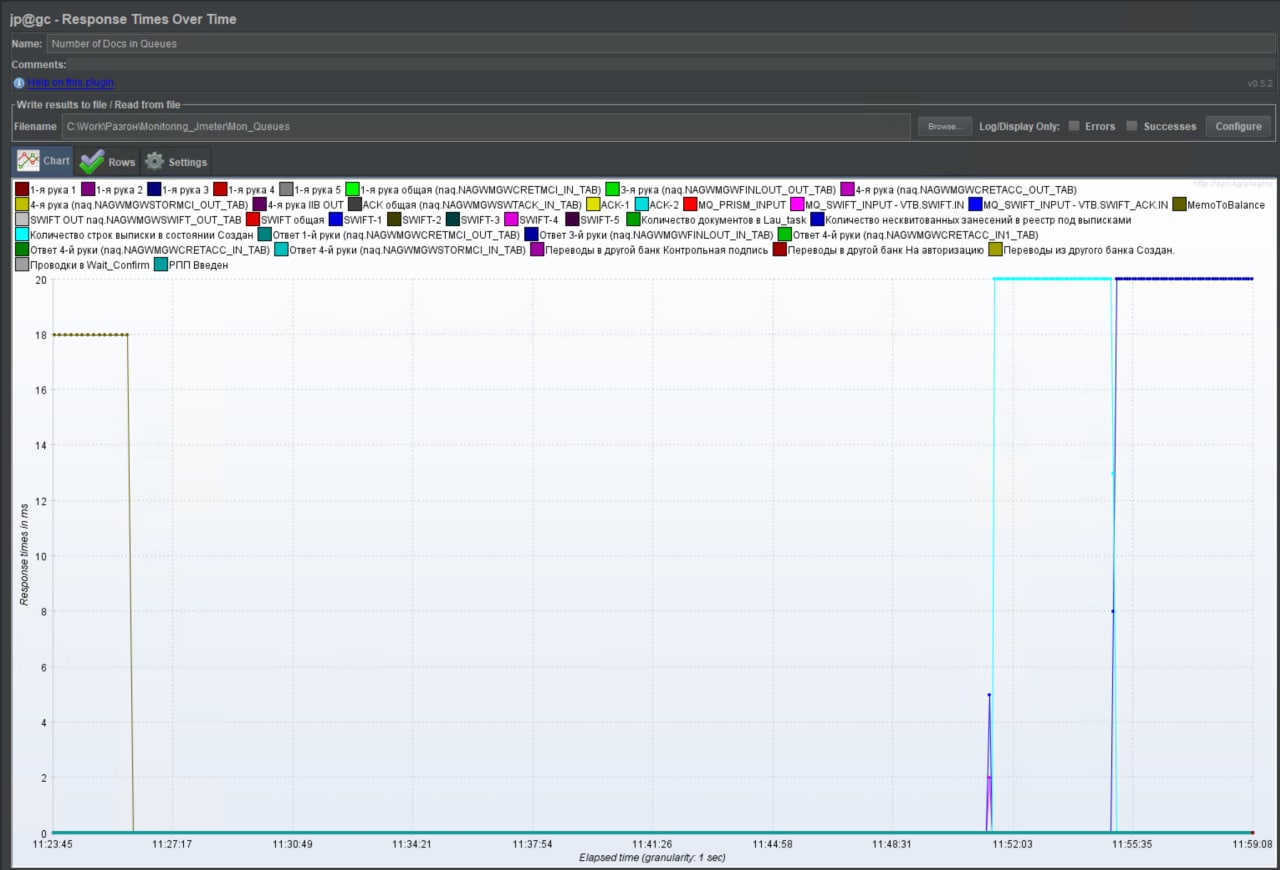 jp@gc - Response Times Over Time
Name: Number of Docs in Queues
Comments:
Help on this plugin v0.5.2
Write results to file / Read from file
Filename C:\Work\Разгон\Monitoring_Jmeter\Mon_Queues Browse... Log/Display Only: Errors Successes Configure
Chart Rows Settings
1-я рука 1 1-я рука 2 1-я рука 3 1-я рука 4 1-я рука 5 1-я рука общая (naq.NAGWMGWCRETMCI_IN_TAB) 3-я рука (naq.NAGWMGWFINLOUT_OUT_TAB) 4-я рука (naq.NAGWMGWCRETACC_OUT_TAB)
4-я рука (naq.NAGWMGWSTORMCI_OUT_TAB) 4-я рука IIB OUT ACK общая (naq.NAGWMGWSWTACK_IN_TAB) ACK-1 ACK-2 MQ_PRISM_INPUT MQ_SWIFT_INPUT - VTB.SWIFT.IN MQ_SWIFT_INPUT - VTB.SWIFT_ACK.IN MemoToBalance
SWIFT OUT naq.NAGWMGWSWIFT_OUT_TAB SWIFT общая SWIFT-1 SWIFT-2 SWIFT-3 SWIFT-4 SWIFT-5 Количество документов в Lau_task Количество несквитованных занесений в реестр под выписками
Количество строк выписки в состоянии Создан Ответ 1-й руки (naq.NAGWMGWCRETMCI_OUT_TAB) Ответ 3-й руки (naq.NAGWMGWFINLOUT_IN_TAB) Ответ 4-й руки (naq.NAGWMGWCRETACC_IN1_TAB)
Ответ 4-й руки (naq.NAGWMGWCRETACC_IN_TAB) Ответ 4-й руки (naq.NAGWMGWSTORMCI_IN_TAB) Переводы в другой банк Контрольная подпись Переводы в другой банк На авторизацию Переводы из другого банка Создан.
Проводки в Wait_Confirm РПП Введен
20
18
16
14
12
10
8
6
4
2
0
Response times in ms
11:23:45 11:27:17 11:30:49 11:34:21 11:37:54 11:41:26 11:44:58 11:48:31 11:52:03 11:55:35 11:59:08
Elapsed time (granularity: 1 sec)